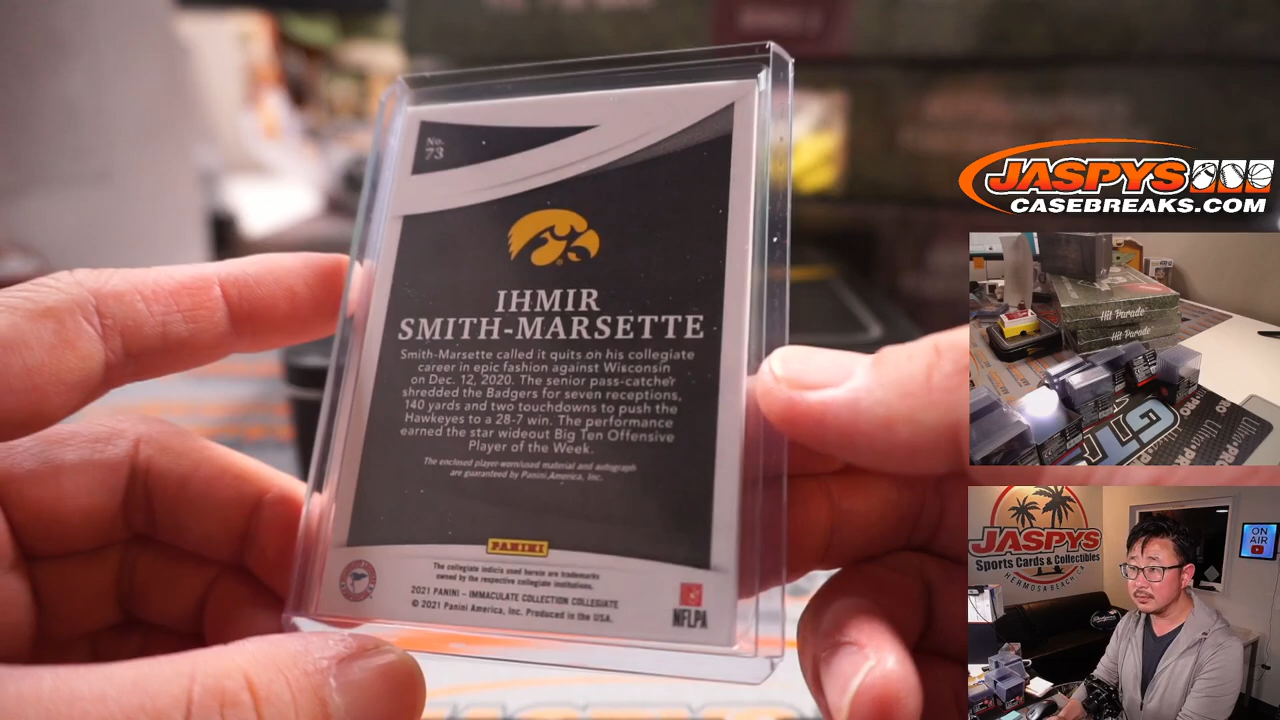 No.
73
IHMIR
SMITH-MARSETTE
Smith-Marsette called it quits on his collegiate
career in epic fashion against Wisconsin
on Dec. 12, 2020. The senior pass-catcher
shredded the Badgers for seven receptions,
140 yards and two touchdowns to push the
Hawkeyes to a 28-7 win. The performance
earned the star wideout Big Ten Offensive
Player of the Week.
The enclosed player-worn/used material and autograph
are guaranteed by Panini America, Inc.
PANINI
The collegiate indicia used herein are trademarks
owned by the respective collegiate institutions.
2021 PANINI – IMMACULATE COLLECTION COLLEGIATE
© 2021 Panini America, Inc. Produced in the USA.
NFLPA
JASPYS
CASEBREAKS.COM
Hit Parade
Hit Parade
GT
Ultra·PRO
JASPYS
Sports Cards & Collectibles
HERMOSA BEACH, CA
ON
AIR
Dodgers